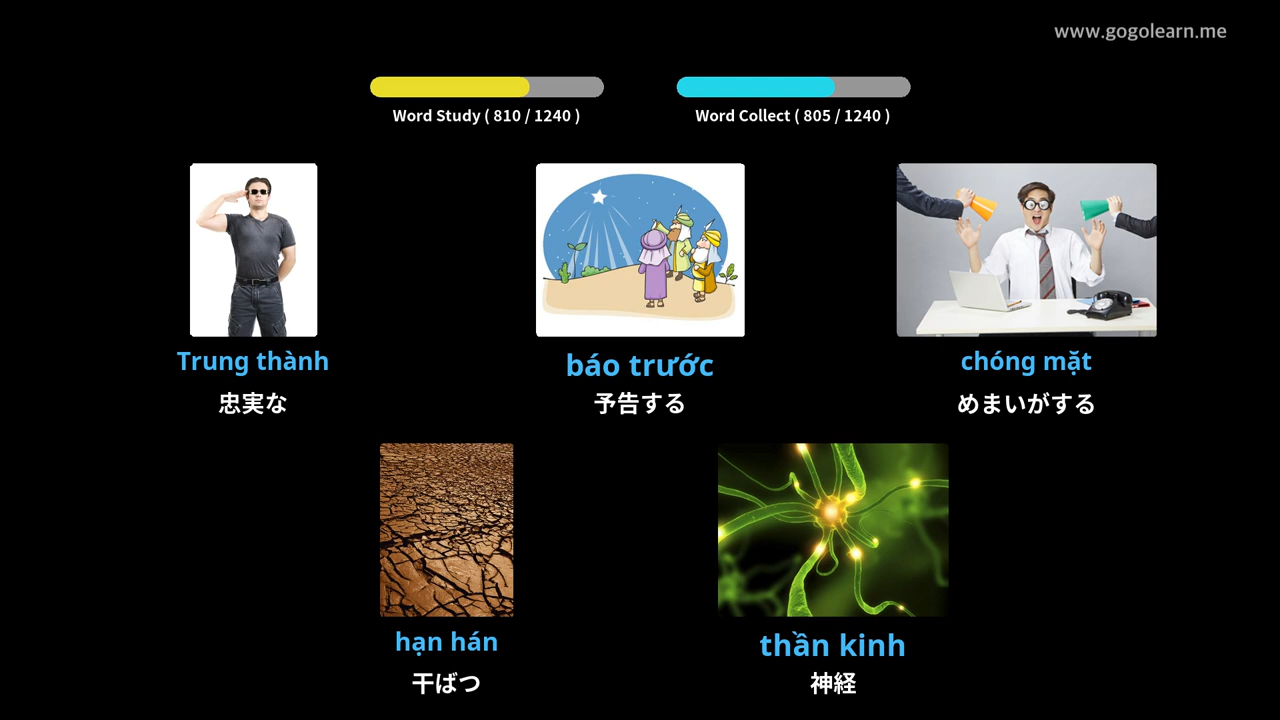 www.gogolearn.me
Word Study ( 810 / 1240 )
Word Collect ( 805 / 1240 )
Trung thành
忠実な
báo trước
予告する
chóng mặt
めまいがする
hạn hán
干ばつ
thần kinh
神経